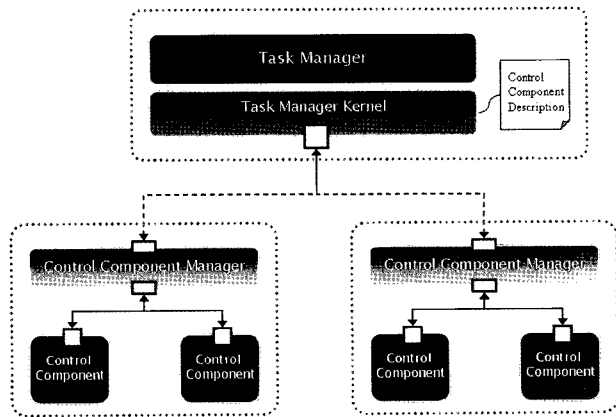 Task Manager
Task Manager Kernel
Control
Component
Description
Control Component Manager
Control Component Manager
Control
Component
Control
Component
Control
Component
Control
Component